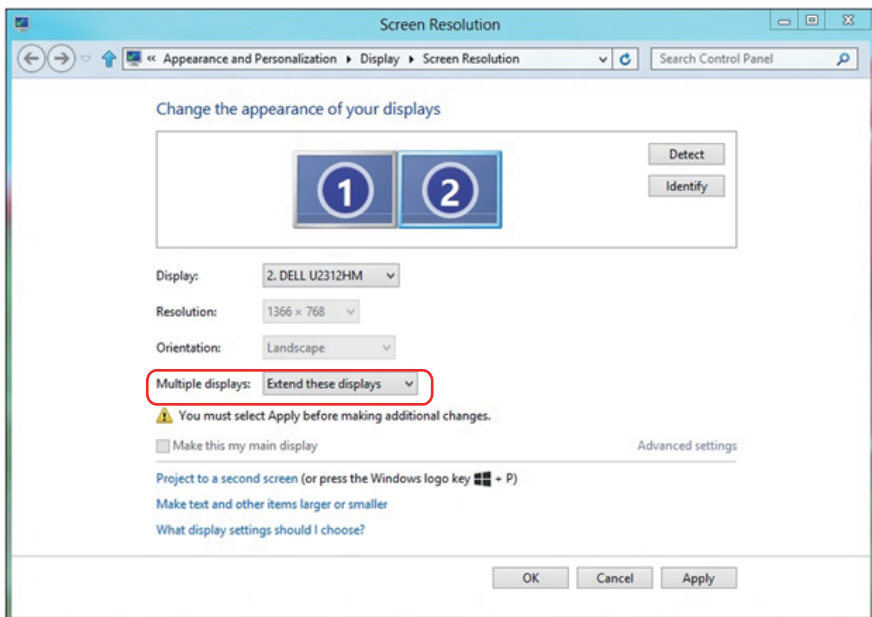 Screen Resolution
« Appearance and Personalization ▸ Display ▸ Screen Resolution
Search Control Panel
Change the appearance of your displays
1 2
Detect
Identify
Display: 2. DELL U2312HM
Resolution: 1366 × 768
Orientation: Landscape
Multiple displays: Extend these displays
You must select Apply before making additional changes.
Make this my main display
Advanced settings
Project to a second screen (or press the Windows logo key + P)
Make text and other items larger or smaller
What display settings should I choose?
OK Cancel Apply